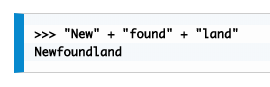 >>> "New" + "found" + "land"
Newfoundland